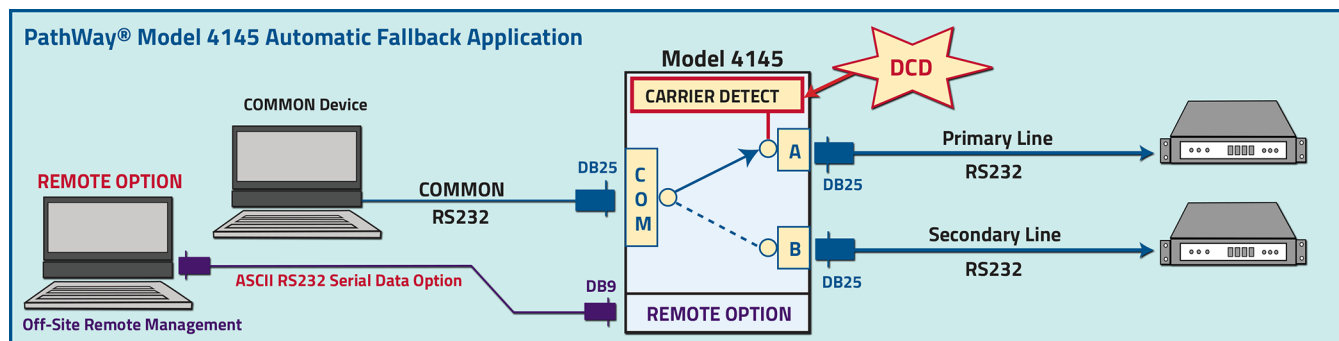 PathWay® Model 4145 Automatic Fallback Application
Model 4145
DCD
CARRIER DETECT
COMMON Device
REMOTE OPTION
COMMON
RS232
DB25
COM
A
DB25
Primary Line
RS232
B
DB25
Secondary Line
RS232
ASCII RS232 Serial Data Option
DB9
REMOTE OPTION
Off-Site Remote Management